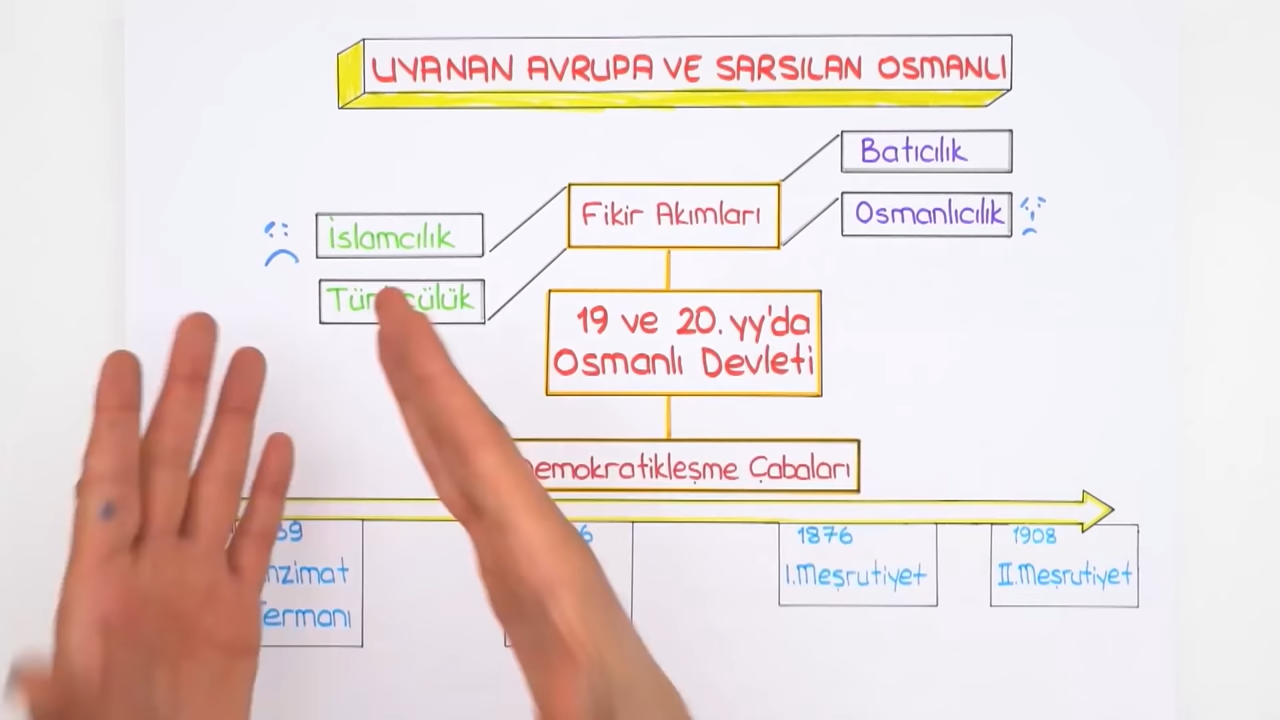 UYANAN AVRUPA VE SARSILAN OSMANLI
Batıcılık
Fikir Akımları
Osmanlıcılık
İslamcılık
19 ve 20. yy'da
Osmanlı Devleti
Çabaları
1876
1908
I.Meşrutiyet
II.Meşrutiyet